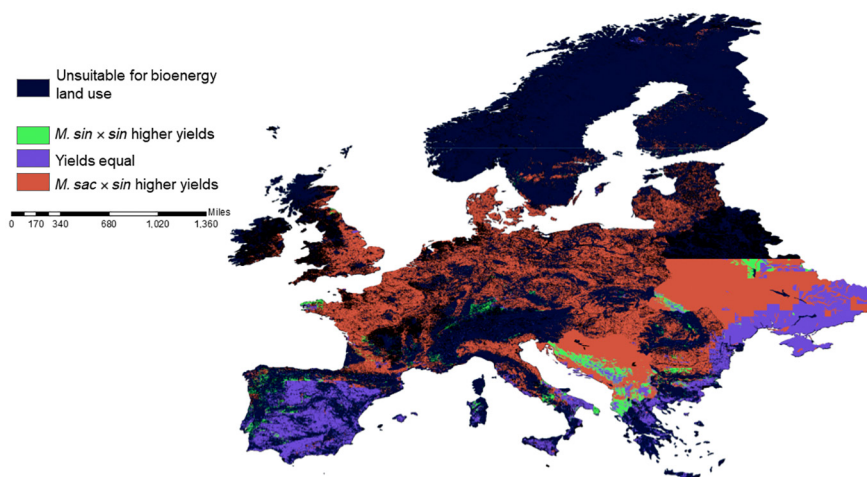 Unsuitable for bioenergy
land use
M. sin × sin higher yields
Yields equal
M. sac × sin higher yields
Miles
0 170 340 680 1,020 1,360